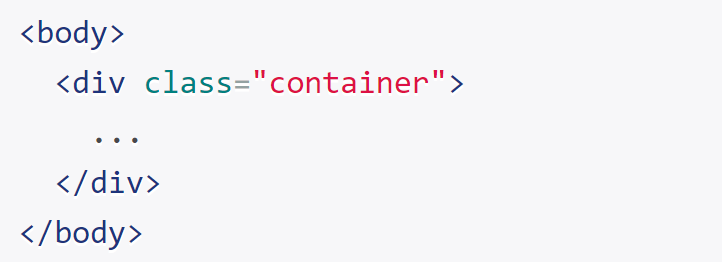 <body>
  <div class="container">
    ...
  </div>
</body>